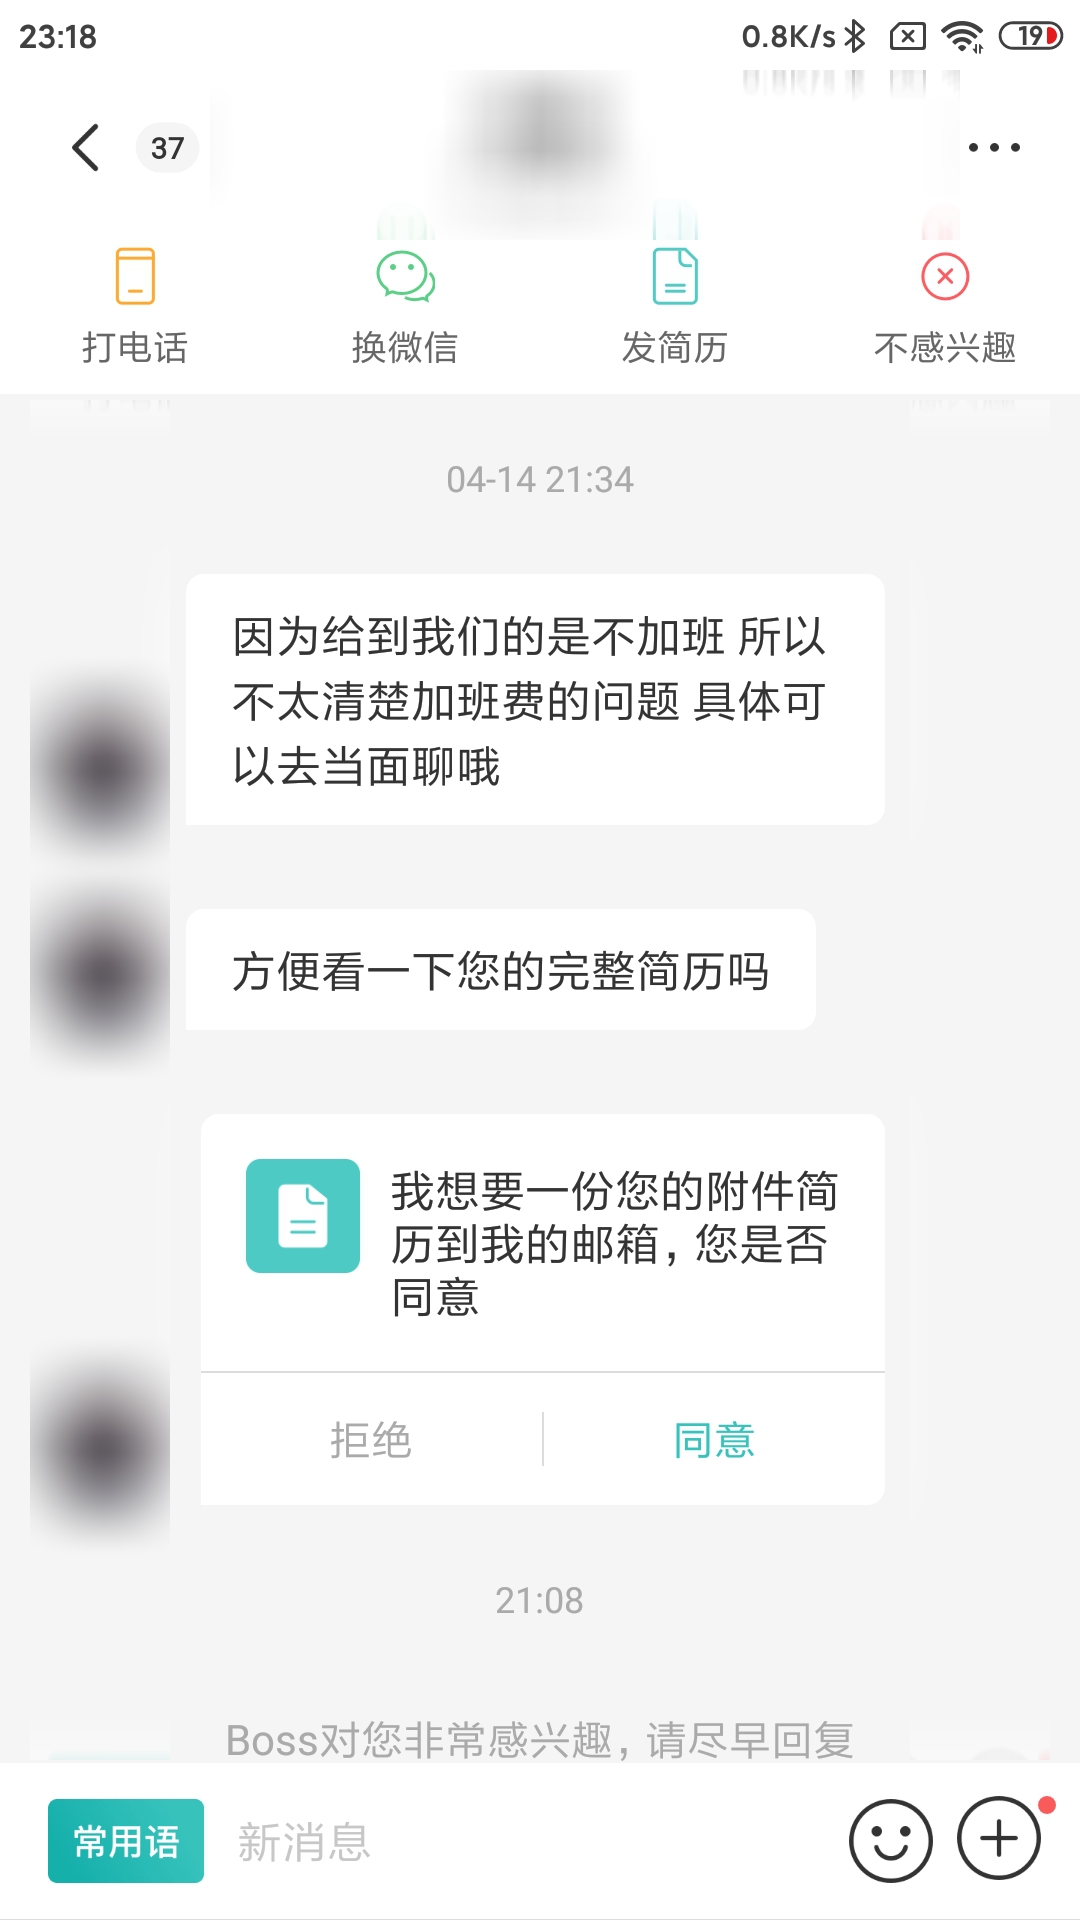 23:18 0.8K/s 19
37
打电话 换微信 发简历 不感兴趣
04-14 21:34
因为给到我们的是不加班 所以
不太清楚加班费的问题 具体可
以去当面聊哦
方便看一下您的完整简历吗
我想要一份您的附件简
历到我的邮箱，您是否
同意
拒绝 同意
21:08
Boss对您非常感兴趣，请尽早回复
常用语 新消息